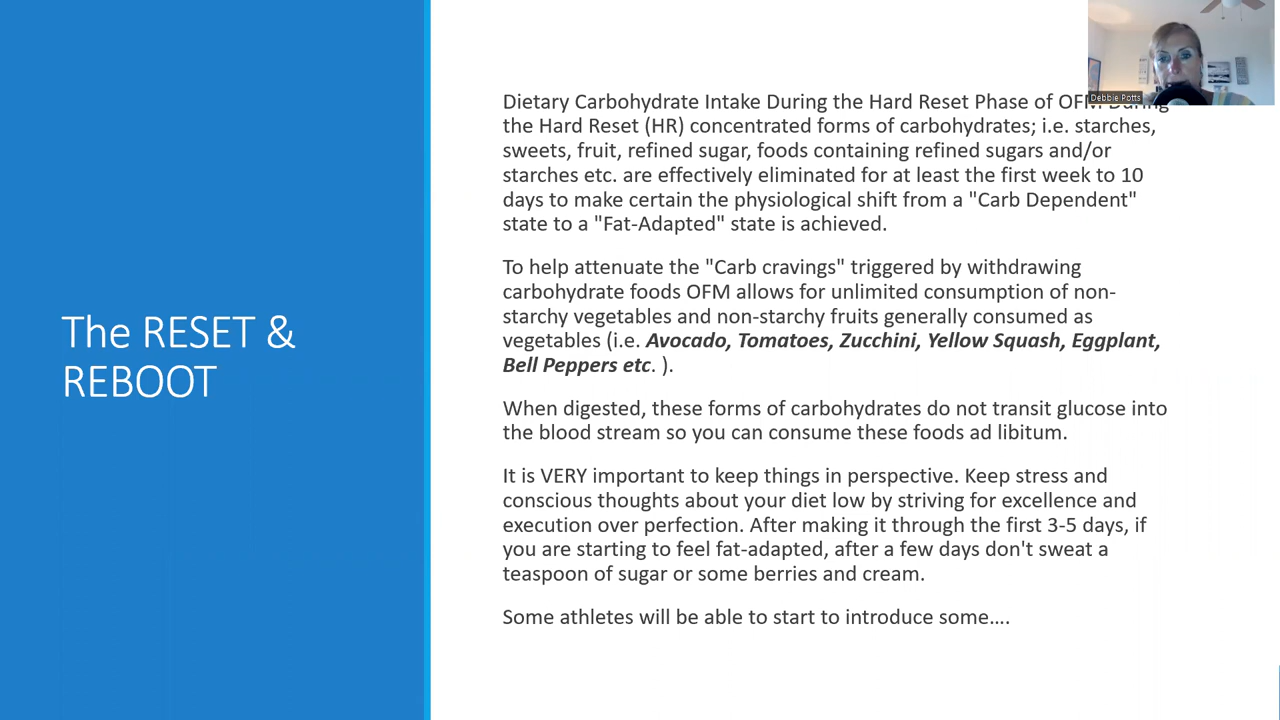 The RESET &
REBOOT
Debbie Potts
Dietary Carbohydrate Intake During the Hard Reset Phase of OFM During
the Hard Reset (HR) concentrated forms of carbohydrates; i.e. starches,
sweets, fruit, refined sugar, foods containing refined sugars and/or
starches etc. are effectively eliminated for at least the first week to 10
days to make certain the physiological shift from a "Carb Dependent"
state to a "Fat-Adapted" state is achieved.
To help attenuate the "Carb cravings" triggered by withdrawing
carbohydrate foods OFM allows for unlimited consumption of non-
starchy vegetables and non-starchy fruits generally consumed as
vegetables (i.e. Avocado, Tomatoes, Zucchini, Yellow Squash, Eggplant,
Bell Peppers etc. ).
When digested, these forms of carbohydrates do not transit glucose into
the blood stream so you can consume these foods ad libitum.
It is VERY important to keep things in perspective. Keep stress and
conscious thoughts about your diet low by striving for excellence and
execution over perfection. After making it through the first 3-5 days, if
you are starting to feel fat-adapted, after a few days don't sweat a
teaspoon of sugar or some berries and cream.
Some athletes will be able to start to introduce some....